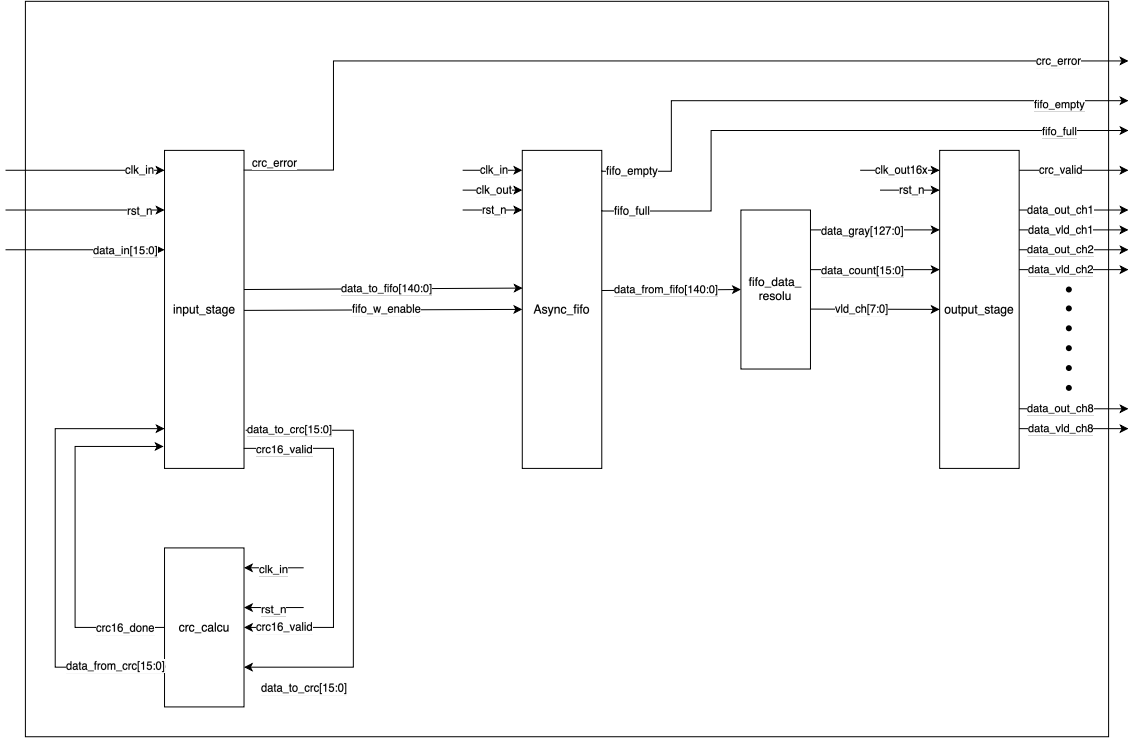 crc_error
fifo_empty
fifo_full
clk_in
crc_error
clk_in
fifo_empty
clk_out16x
crc_valid
clk_out
rst_n
rst_n
rst_n
fifo_full
data_out_ch1
data_gray[127:0]
data_vld_ch1
data_in[15:0]
data_out_ch2
data_count[15:0]
data_vld_ch2
fifo_data_
resolu
data_to_fifo[140:0]
data_from_fifo[140:0]
input_stage
fifo_w_enable
Async_fifo
vld_ch[7:0]
output_stage
data_out_ch8
data_to_crc[15:0]
data_vld_ch8
crc16_valid
clk_in
rst_n
crc16_done
crc_calcu
crc16_valid
data_from_crc[15:0]
data_to_crc[15:0]